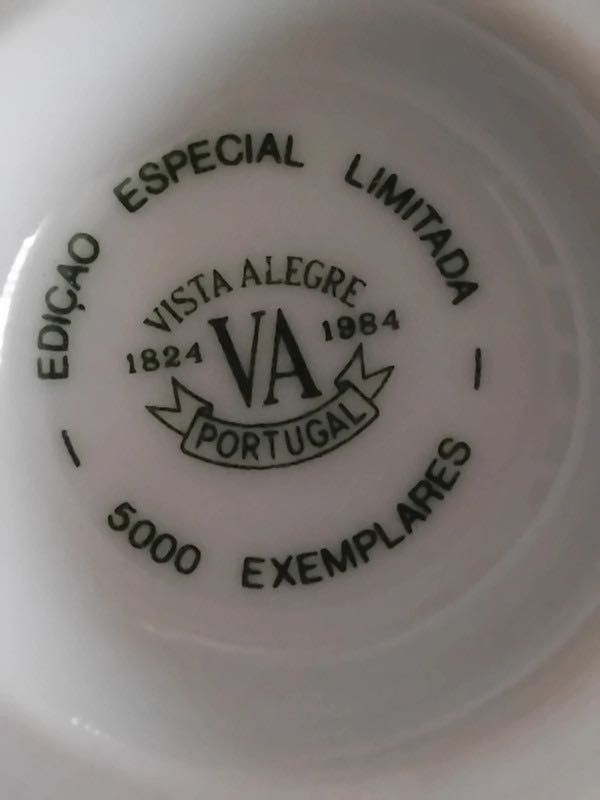 EDIÇAO ESPECIAL LIMITADA
VISTA ALEGRE
1824 VA 1984
PORTUGAL
— 5000 EXEMPLARES —